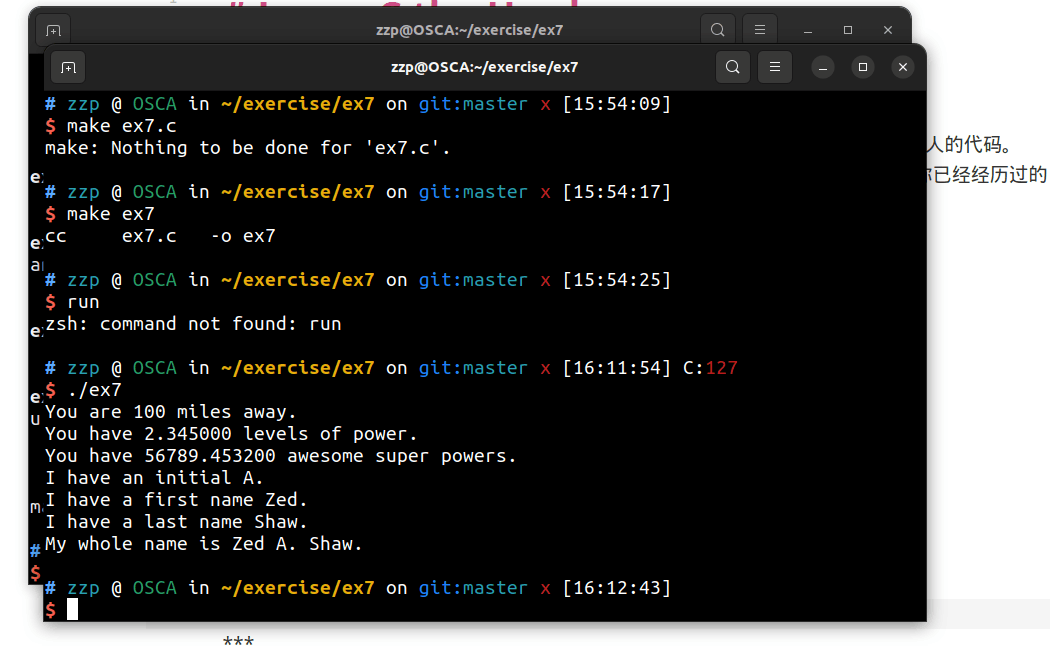 zzp@OSCA:~/exercise/ex7
zzp@OSCA:~/exercise/ex7
# zzp @ OSCA in ~/exercise/ex7 on git:master x [15:54:09]
$ make ex7.c
make: Nothing to be done for 'ex7.c'.
# zzp @ OSCA in ~/exercise/ex7 on git:master x [15:54:17]
$ make ex7
cc     ex7.c   -o ex7
# zzp @ OSCA in ~/exercise/ex7 on git:master x [15:54:25]
$ run
zsh: command not found: run
# zzp @ OSCA in ~/exercise/ex7 on git:master x [16:11:54] C:127
$ ./ex7
You are 100 miles away.
You have 2.345000 levels of power.
You have 56789.453200 awesome super powers.
I have an initial A.
I have a first name Zed.
I have a last name Shaw.
My whole name is Zed A. Shaw.
# zzp @ OSCA in ~/exercise/ex7 on git:master x [16:12:43]
$
人的代码。
已经经历过的
#
$
***